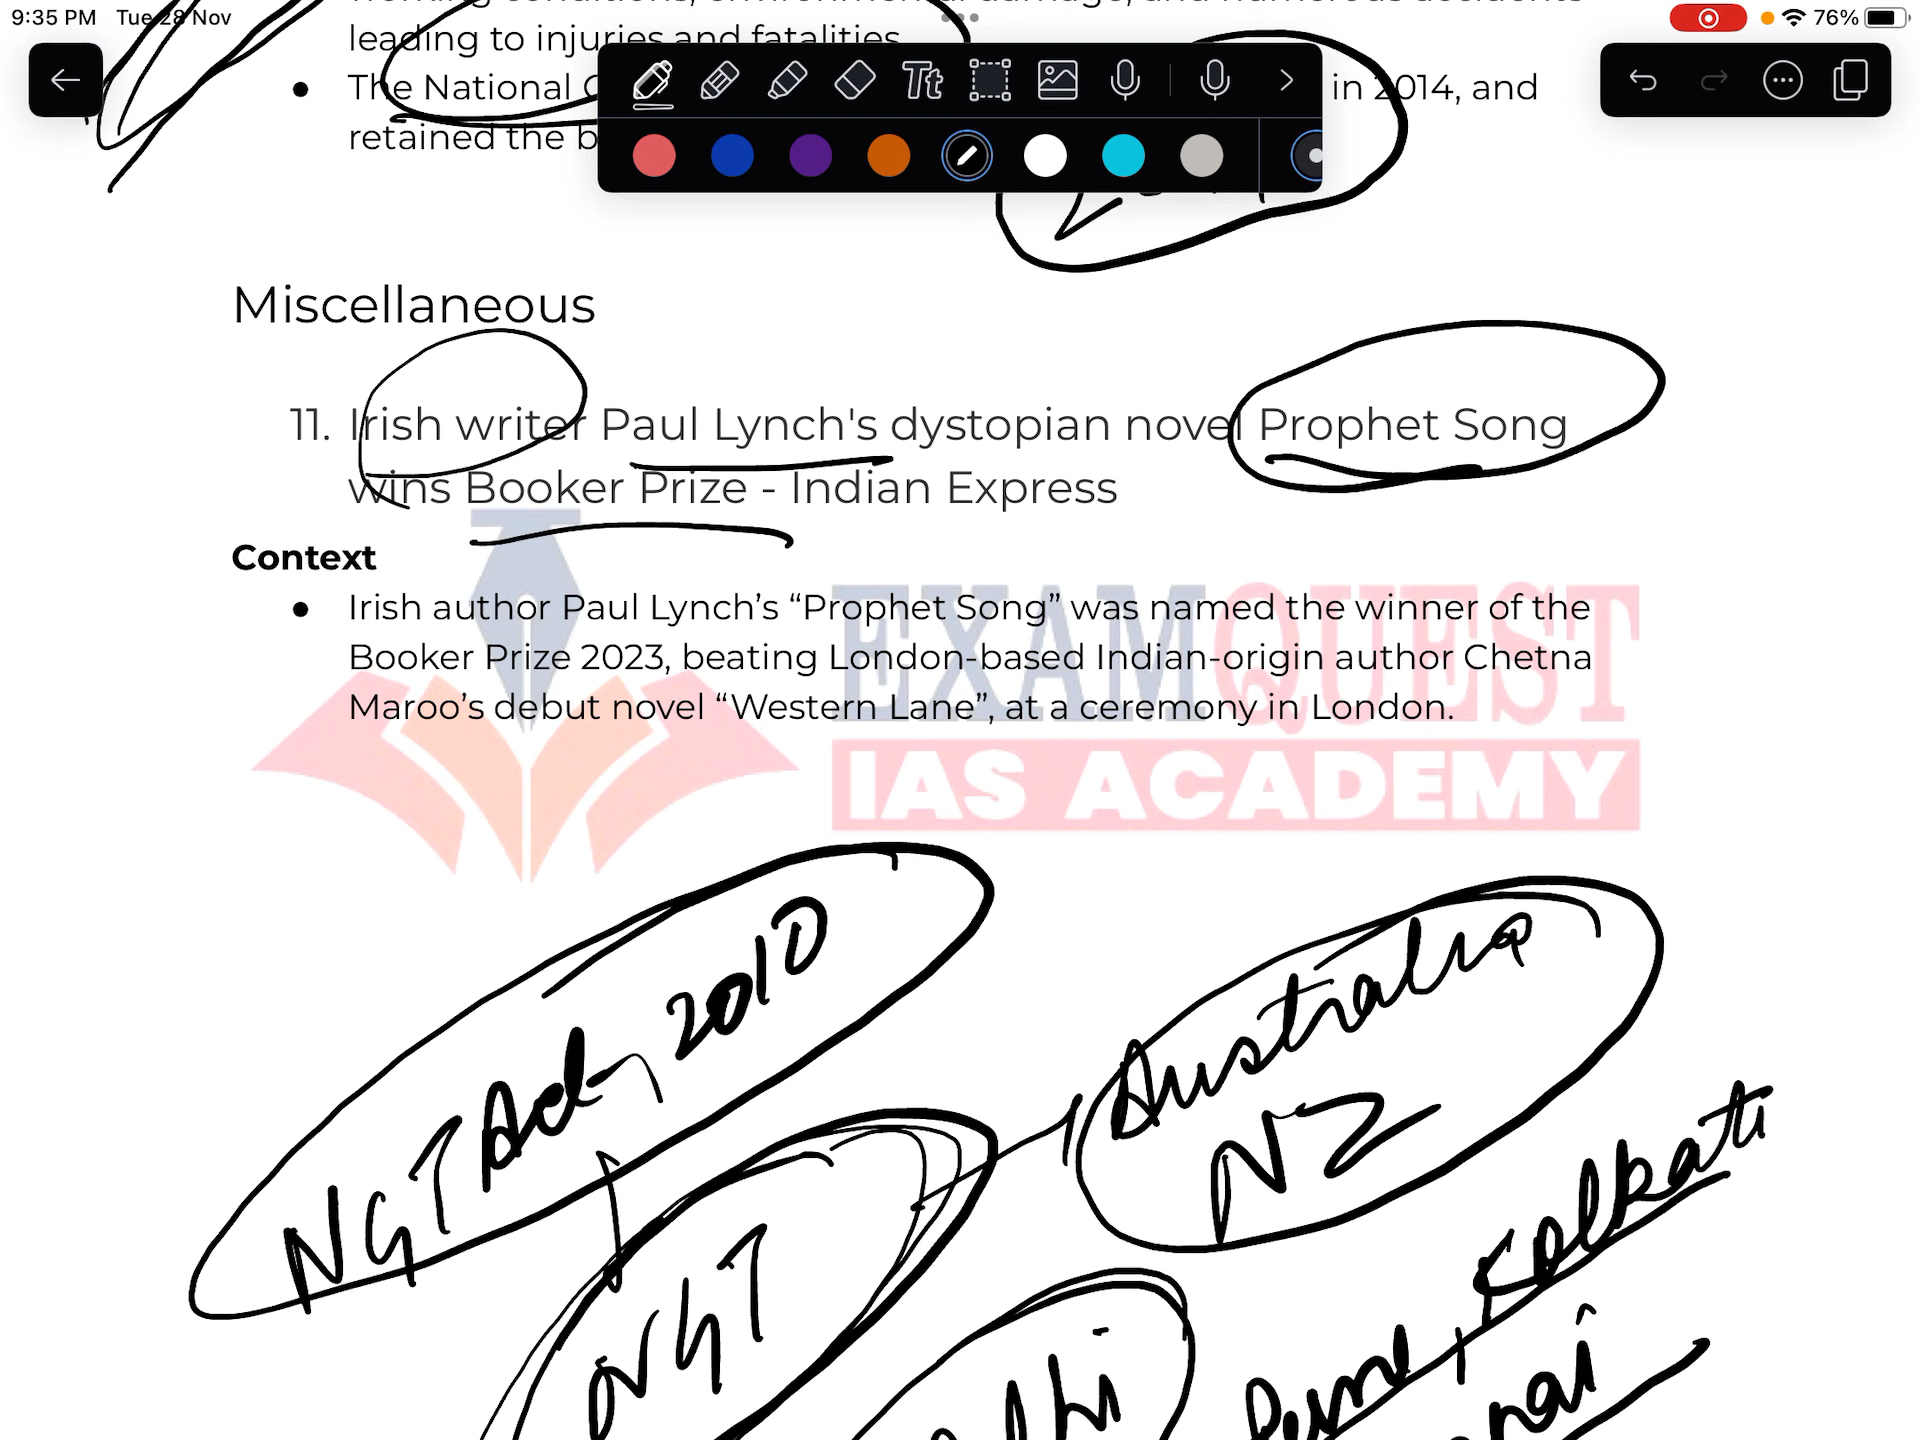 9:35 PM Tue 28 Nov
76%
leading to injuries and fatalities.
The National
in 2014, and
retained the b
Miscellaneous
11. Irish writer Paul Lynch's dystopian novel Prophet Song
wins Booker Prize - Indian Express
Context
Irish author Paul Lynch’s “Prophet Song” was named the winner of the
Booker Prize 2023, beating London-based Indian-origin author Chetna
Maroo’s debut novel “Western Lane”, at a ceremony in London.
EXAMQUEST
IAS ACADEMY
NGT Act, 2010
Australia
NZ
NGT
Kolkata